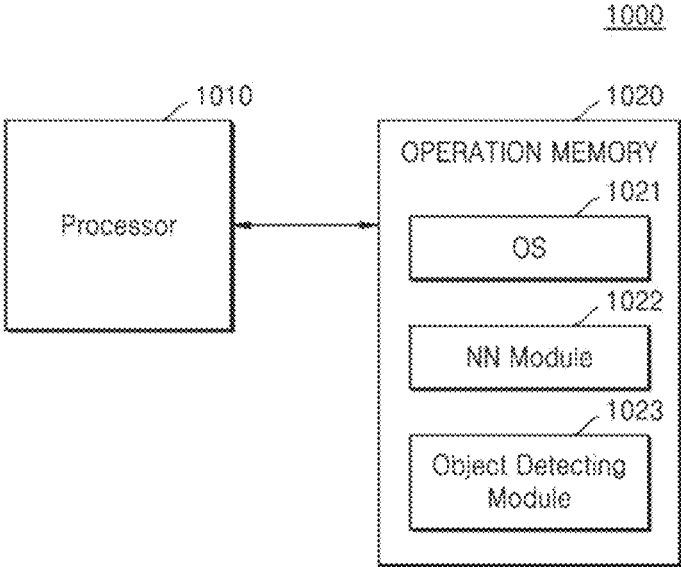 1000
1010
1020
Processor
OPERATION MEMORY
1021
OS
1022
NN Module
1023
Object Detecting
Module